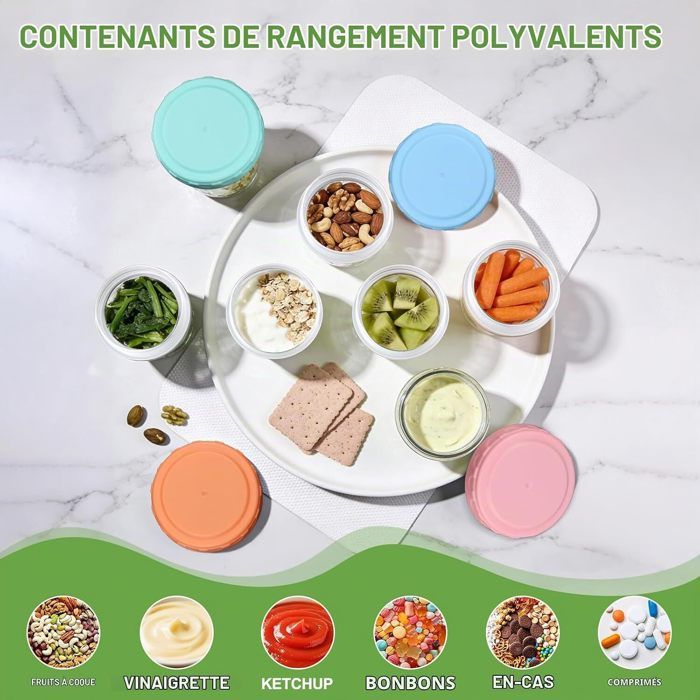 CONTENANTS DE RANGEMENT POLYVALENTS
FRUITS À COQUE
VINAIGRETTE
KETCHUP
BONBONS
EN-CAS
COMPRIMÉS